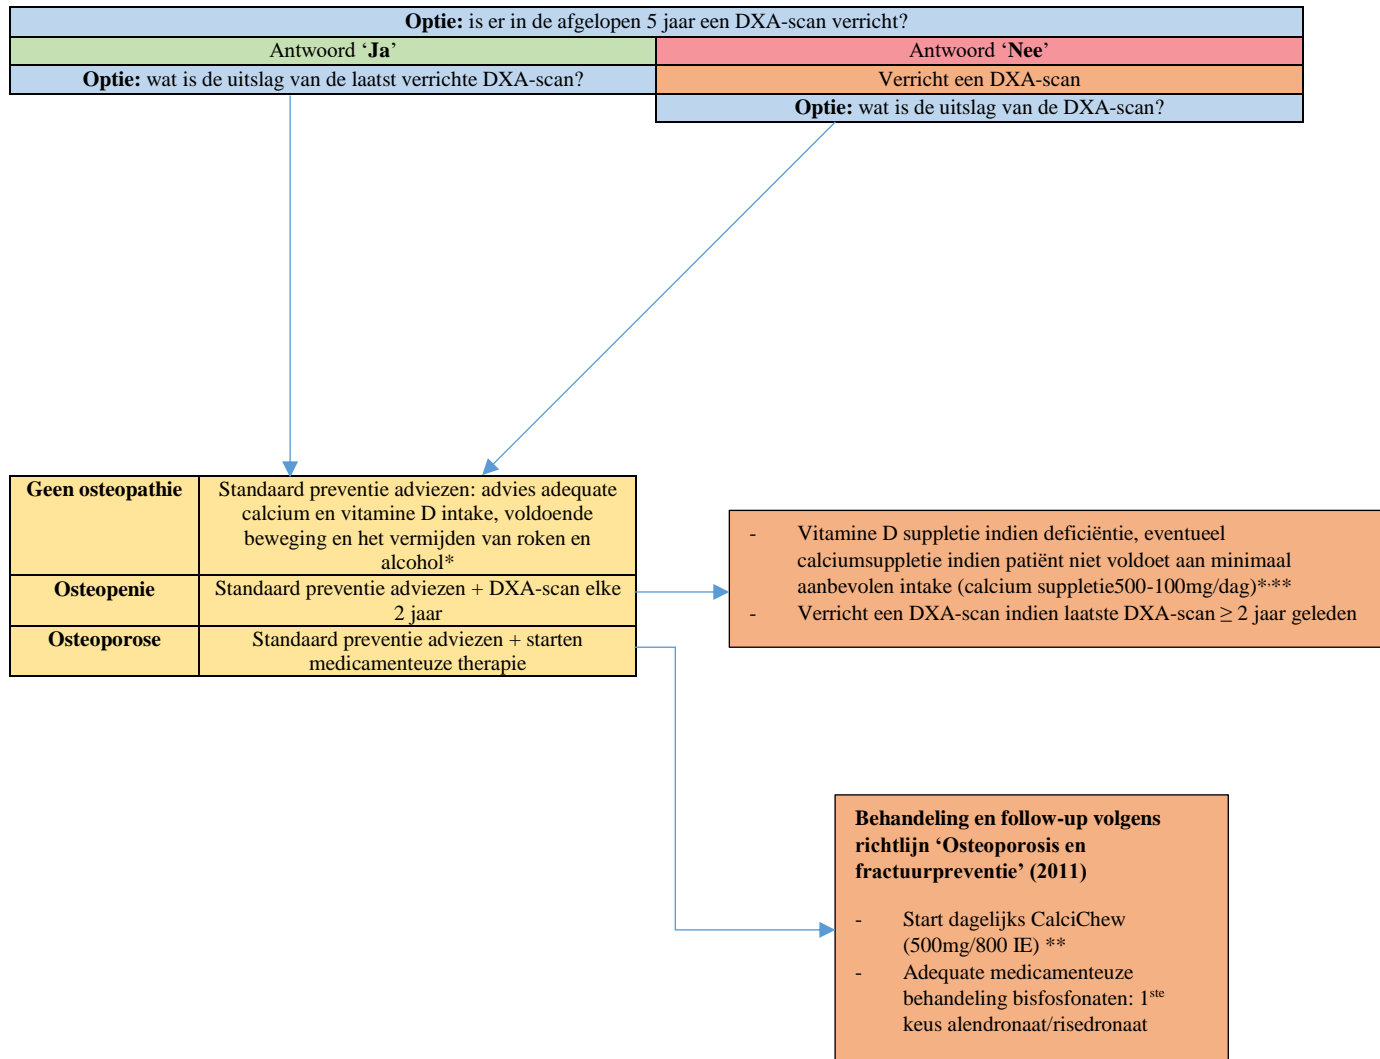 Optie: is er in de afgelopen 5 jaar een DXA-scan verricht?
Antwoord ‘Ja’
Antwoord ‘Nee’
Optie: wat is de uitslag van de laatst verrichte DXA-scan?
Verricht een DXA-scan
Optie: wat is de uitslag van de DXA-scan?
Geen osteopathie
Standaard preventie adviezen: advies adequate
calcium en vitamine D intake, voldoende
beweging en het vermijden van roken en
alcohol*
Osteopenie
Standaard preventie adviezen + DXA-scan elke
2 jaar
Osteoporose
Standaard preventie adviezen + starten
medicamenteuze therapie
- Vitamine D suppletie indien deficiëntie, eventueel
calciumsuppletie indien patiënt niet voldoet aan minimaal
aanbevolen intake (calcium suppletie500-100mg/dag)*,**
- Verricht een DXA-scan indien laatste DXA-scan ≥ 2 jaar geleden
Behandeling en follow-up volgens
richtlijn ‘Osteoporosis en
fractuurpreventie’ (2011)
- Start dagelijks CalciChew
(500mg/800 IE) **
- Adequate medicamenteuze
behandeling bisfosfonaten: 1ste
keus alendronaat/risedronaat